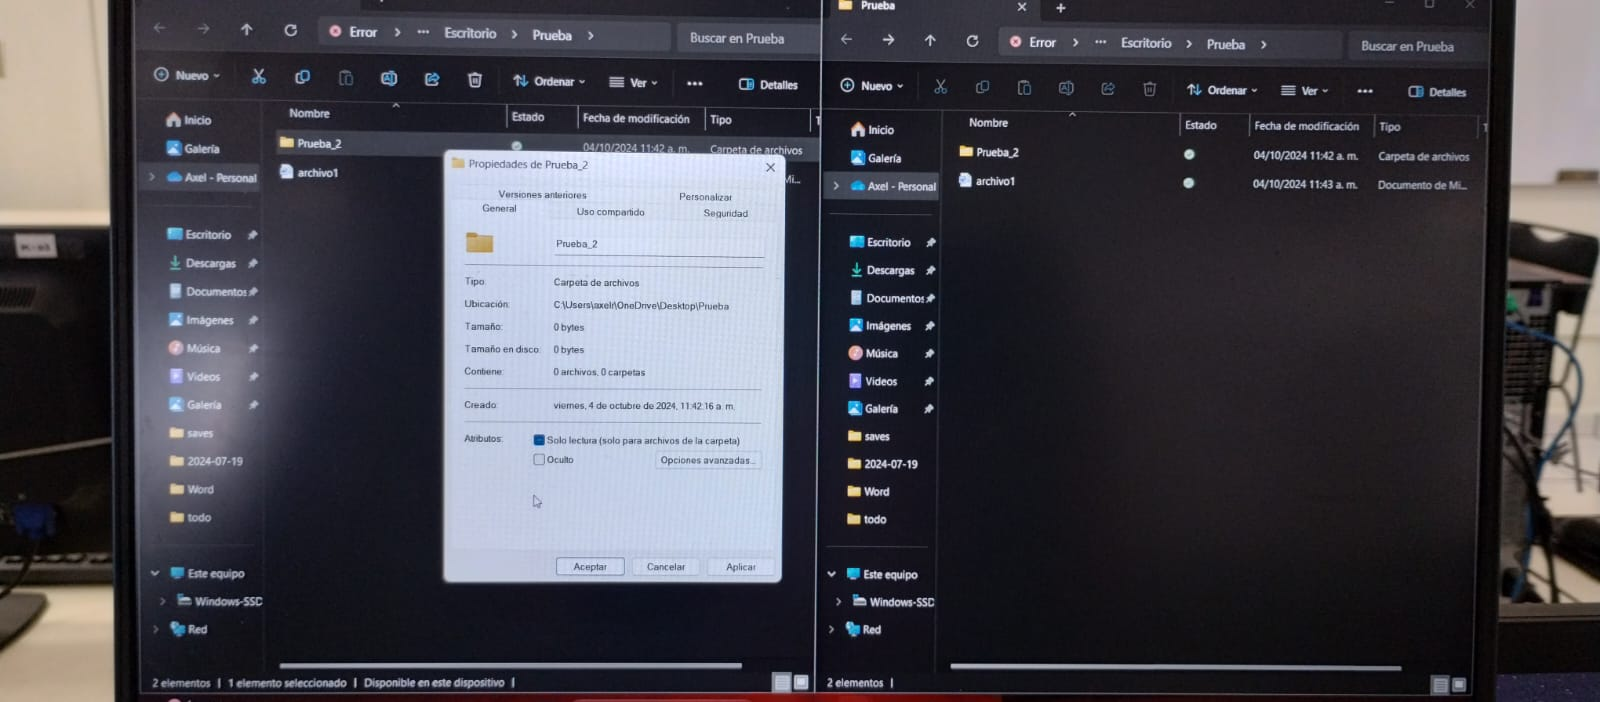 Error > ··· Escritorio > Prueba >
Buscar en Prueba
Nuevo
Ordenar
Ver
···
Detalles
Nombre
Estado
Fecha de modificación
Tipo
Prueba_2
04/10/2024 11:42 a. m.
Carpeta de archivos
archivo1
Mi...
Inicio
Galería
Axel - Personal
Escritorio
Descargas
Documentos
Imágenes
Música
Videos
Galería
saves
2024-07-19
Word
todo
Este equipo
Windows-SSD
Red
2 elementos | 1 elemento seleccionado | Disponible en este dispositivo |
Propiedades de Prueba_2
Versiones anteriores
Personalizar
General
Uso compartido
Seguridad
Prueba_2
Tipo: Carpeta de archivos
Ubicación: C:\Users\axelr\OneDrive\Desktop\Prueba
Tamaño: 0 bytes
Tamaño en disco: 0 bytes
Contiene: 0 archivos, 0 carpetas
Creado: viernes, 4 de octubre de 2024, 11:42:16 a. m.
Atributos: Solo lectura (solo para archivos de la carpeta)
Oculto
Opciones avanzadas...
Aceptar
Cancelar
Aplicar
Prueba
Error > ··· Escritorio > Prueba >
Buscar en Prueba
Nuevo
Ordenar
Ver
···
Detalles
Nombre
Estado
Fecha de modificación
Tipo
Prueba_2
04/10/2024 11:42 a. m.
Carpeta de archivos
archivo1
04/10/2024 11:43 a. m.
Documento de Mi...
Inicio
Galería
Axel - Personal
Escritorio
Descargas
Documentos
Imágenes
Música
Videos
Galería
saves
2024-07-19
Word
todo
Este equipo
Windows-SSD
Red
2 elementos |